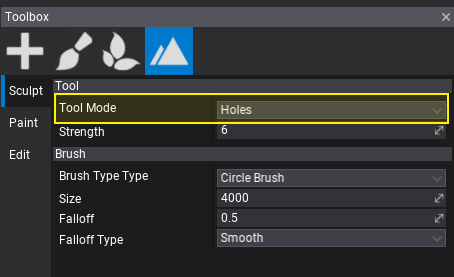 Toolbox
Sculpt
Paint
Edit
Tool
Tool Mode Holes
Strength 6
Brush
Brush Type Type Circle Brush
Size 4000
Falloff 0.5
Falloff Type Smooth